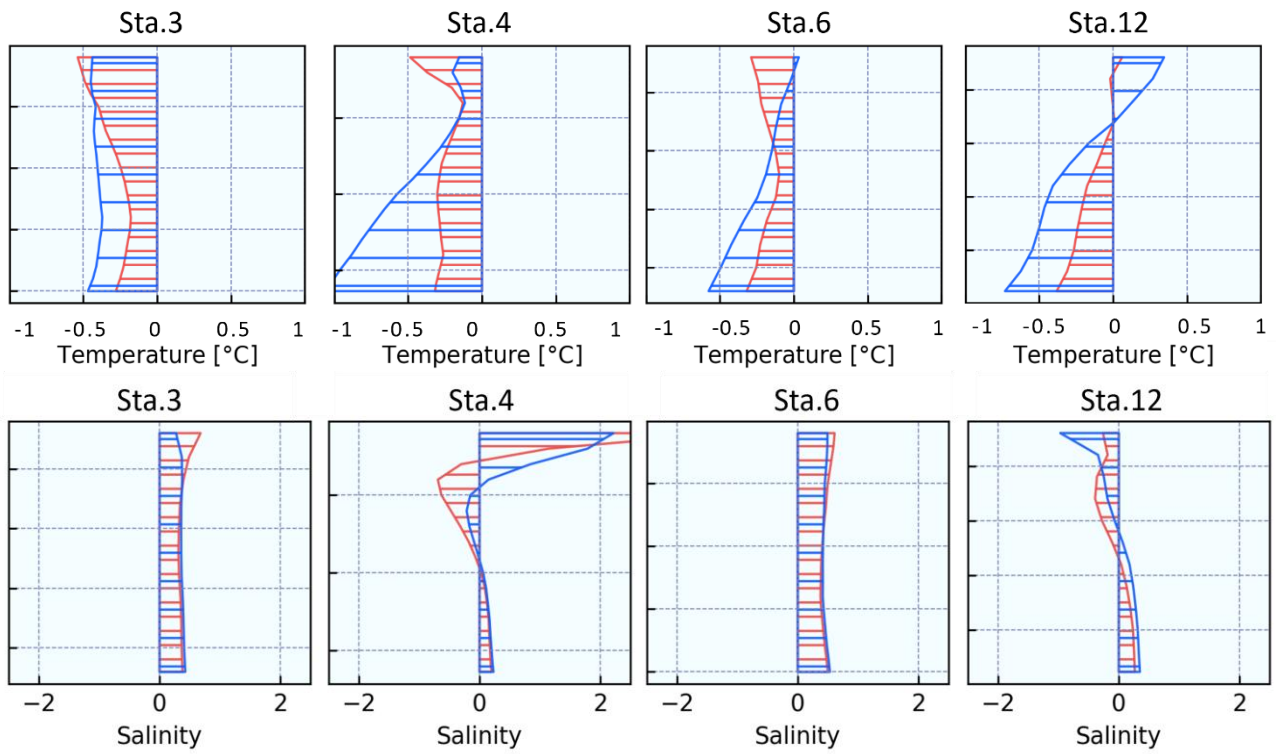 Sta.3 Sta.4 Sta.6 Sta.12
-1 -0.5 0 0.5 1 -1 -0.5 0 0.5 1 -1 -0.5 0 0.5 1 -1 -0.5 0 0.5 1
Temperature [°C] Temperature [°C] Temperature [°C] Temperature [°C]
Sta.3 Sta.4 Sta.6 Sta.12
−2 0 2 −2 0 2 −2 0 2 −2 0 2
Salinity Salinity Salinity Salinity